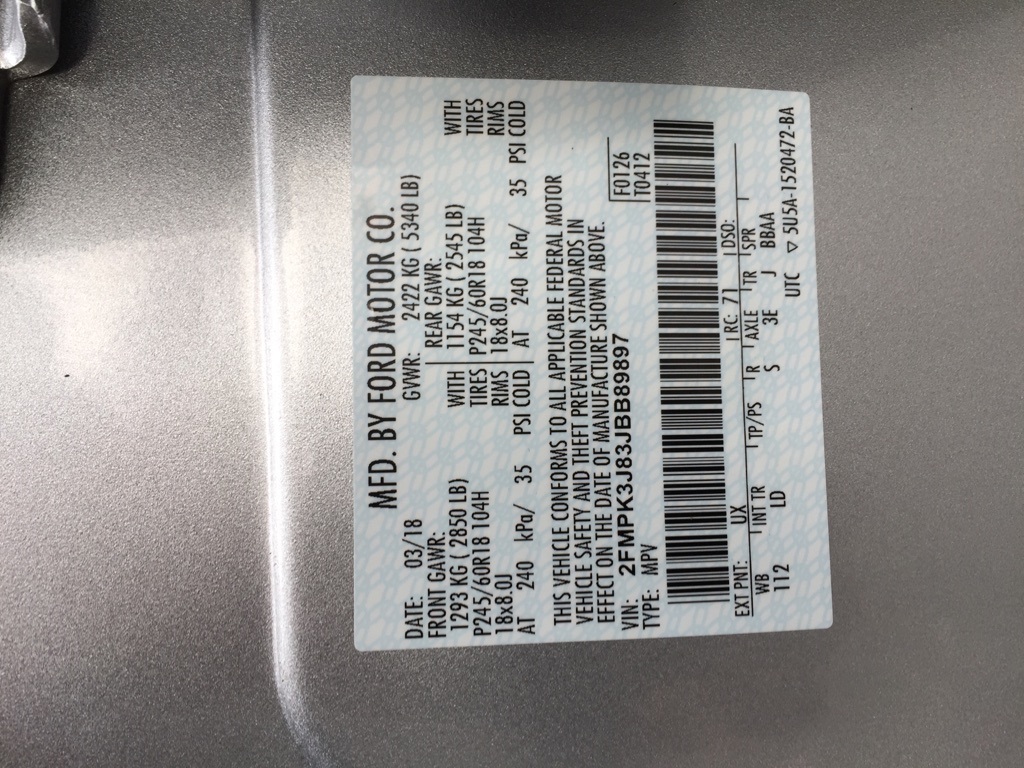 MFD. BY FORD MOTOR CO.
DATE: 03/18 GVWR: 2422 KG ( 5340 LB)
FRONT GAWR: REAR GAWR:
1293 KG ( 2850 LB) WITH 1154 KG ( 2545 LB) WITH
P245/60R18 104H TIRES P245/60R18 104H TIRES
18x8.0J RIMS 18x8.0J RIMS
AT 240 kPa/ 35 PSI COLD AT 240 kPa/ 35 PSI COLD
THIS VEHICLE CONFORMS TO ALL APPLICABLE FEDERAL MOTOR
VEHICLE SAFETY AND THEFT PREVENTION STANDARDS IN
EFFECT ON THE DATE OF MANUFACTURE SHOWN ABOVE.
VIN: 2FMPK3J83JBB89897 F0126
TYPE: MPV T0412
EXT PNT: UX RC: 71 DSO:
WB INT TR TP/PS R AXLE TR SPR
112 LD S 3E J BBAA
UTC ▽ 5U5A-1520472-BA